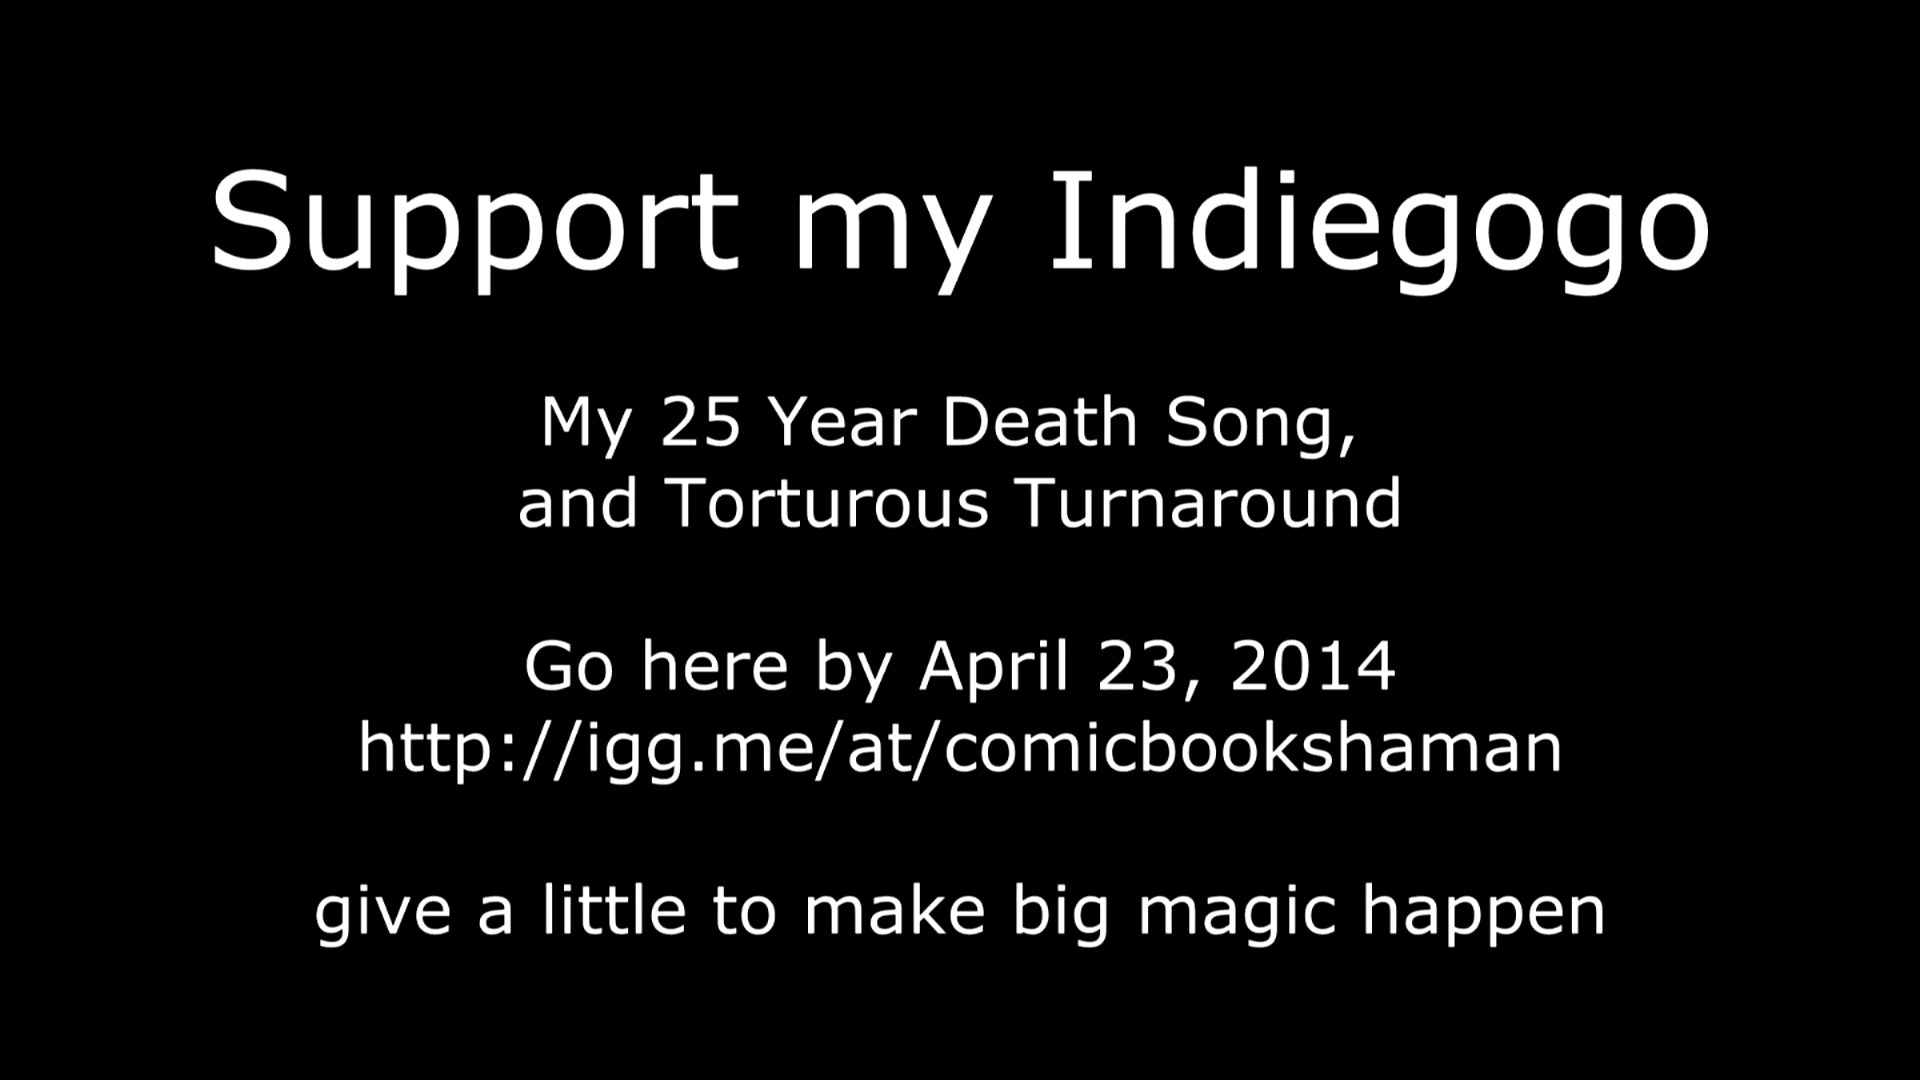 Support my Indiegogo
My 25 Year Death Song,
and Torturous Turnaround
Go here by April 23, 2014
http://igg.me/at/comicbookshaman
give a little to make big magic happen